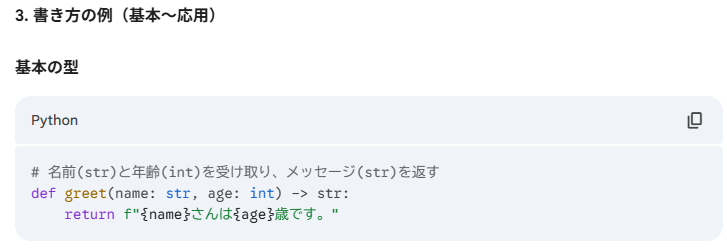 3. 書き方の例（基本～応用）
基本の型
Python
# 名前(str)と年齢(int)を受け取り、メッセージ(str)を返す
def greet(name: str, age: int) -> str:
    return f"{name}さんは{age}歳です。"